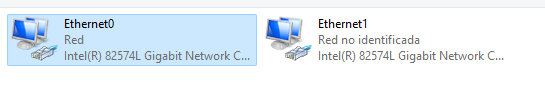 Ethernet0
Red
Intel(R) 82574L Gigabit Network C...
Ethernet1
Red no identificada
Intel(R) 82574L Gigabit Network C...